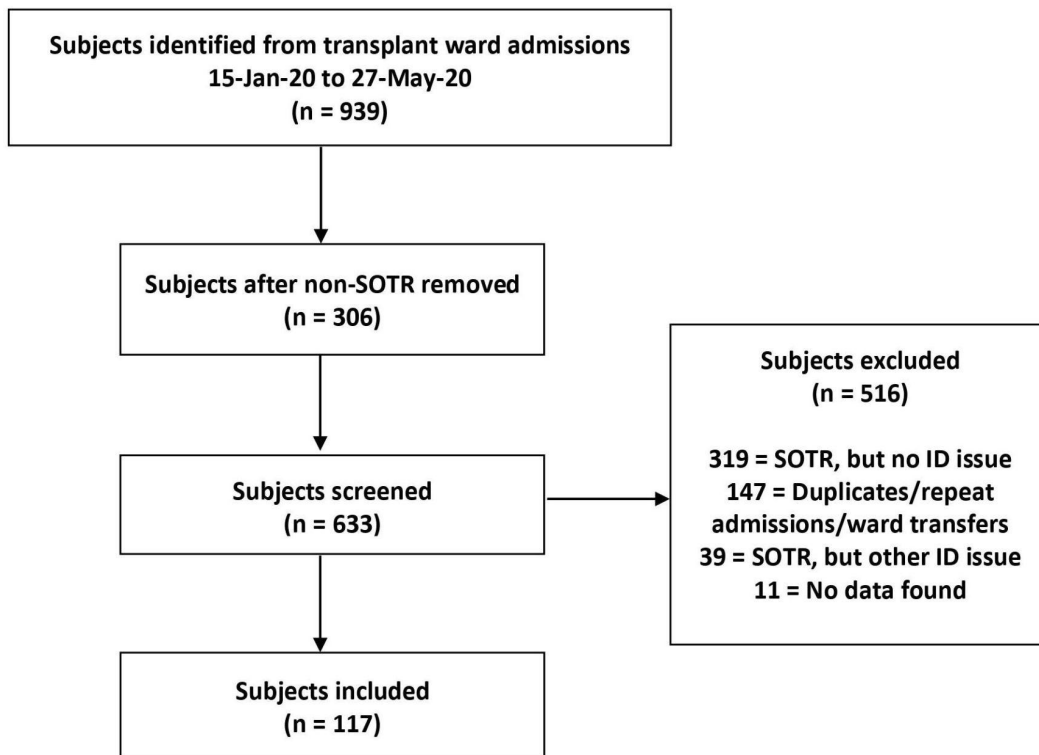 Subjects identified from transplant ward admissions
15-Jan-20 to 27-May-20
(n = 939)
Subjects after non-SOTR removed
(n = 306)
Subjects screened
(n = 633)
Subjects excluded
(n = 516)
319 = SOTR, but no ID issue
147 = Duplicates/repeat
admissions/ward transfers
39 = SOTR, but other ID issue
11 = No data found
Subjects included
(n = 117)